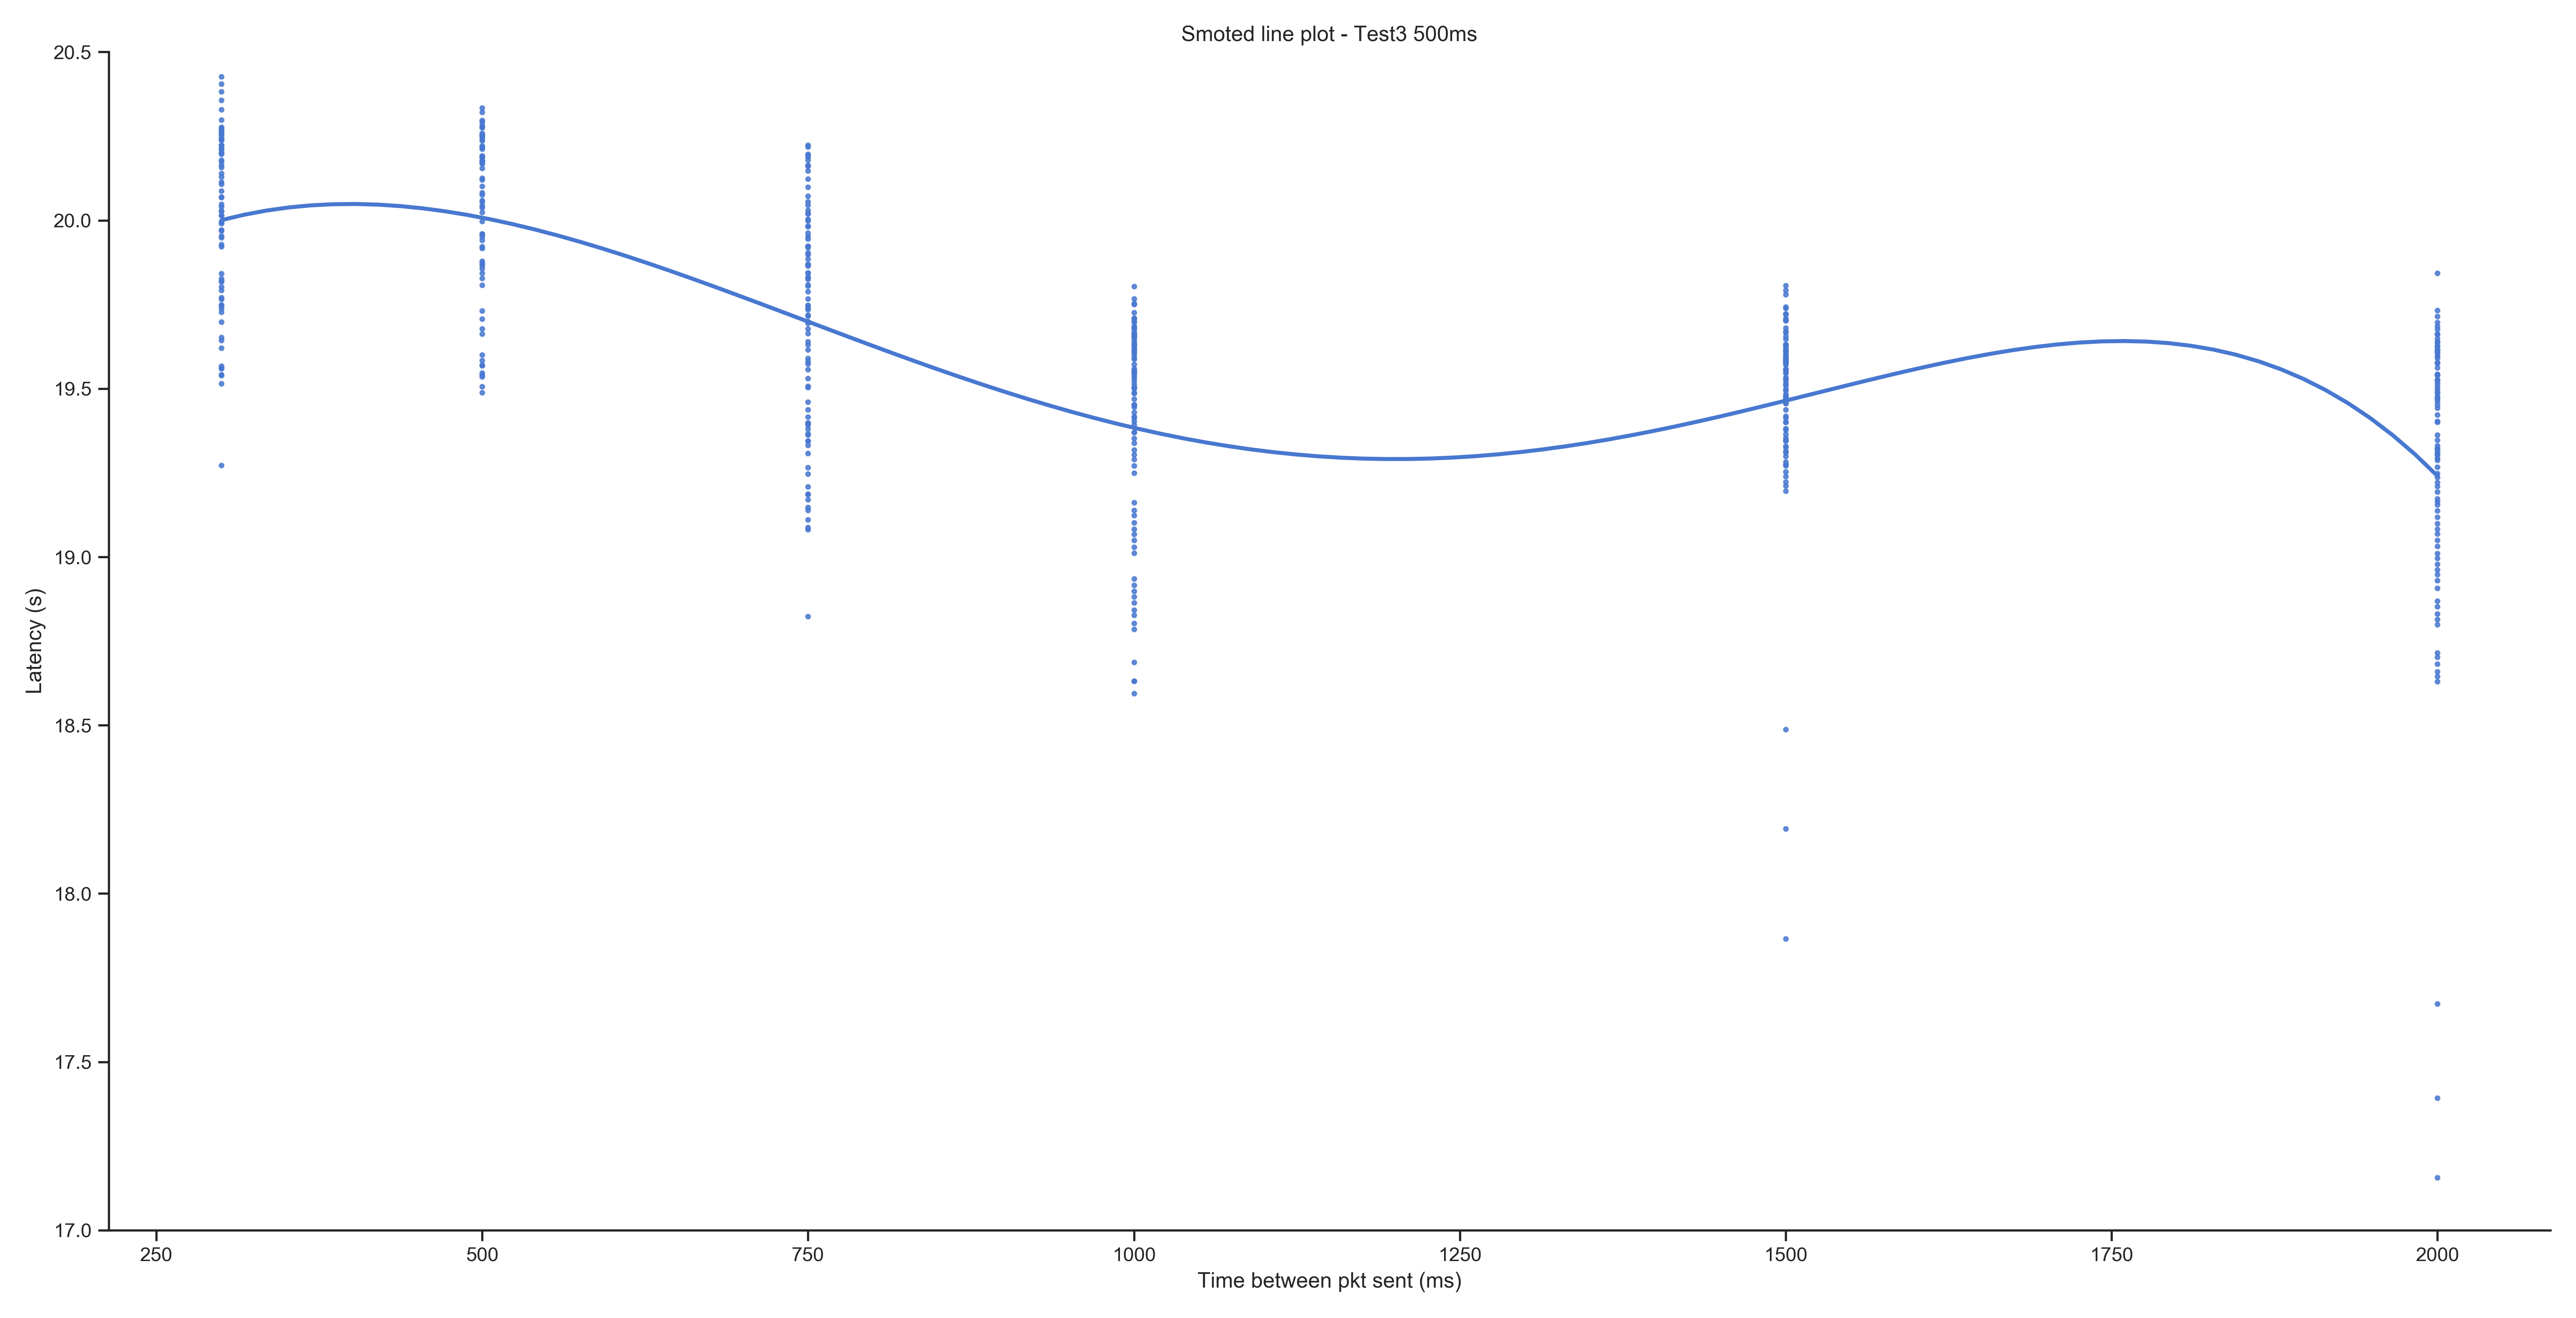 Smoted line plot - Test3 500ms
20.5
20.0
19.5
19.0
18.5
18.0
17.5
17.0
Latency (s)
250 500 750 1000 1250 1500 1750 2000
Time between pkt sent (ms)